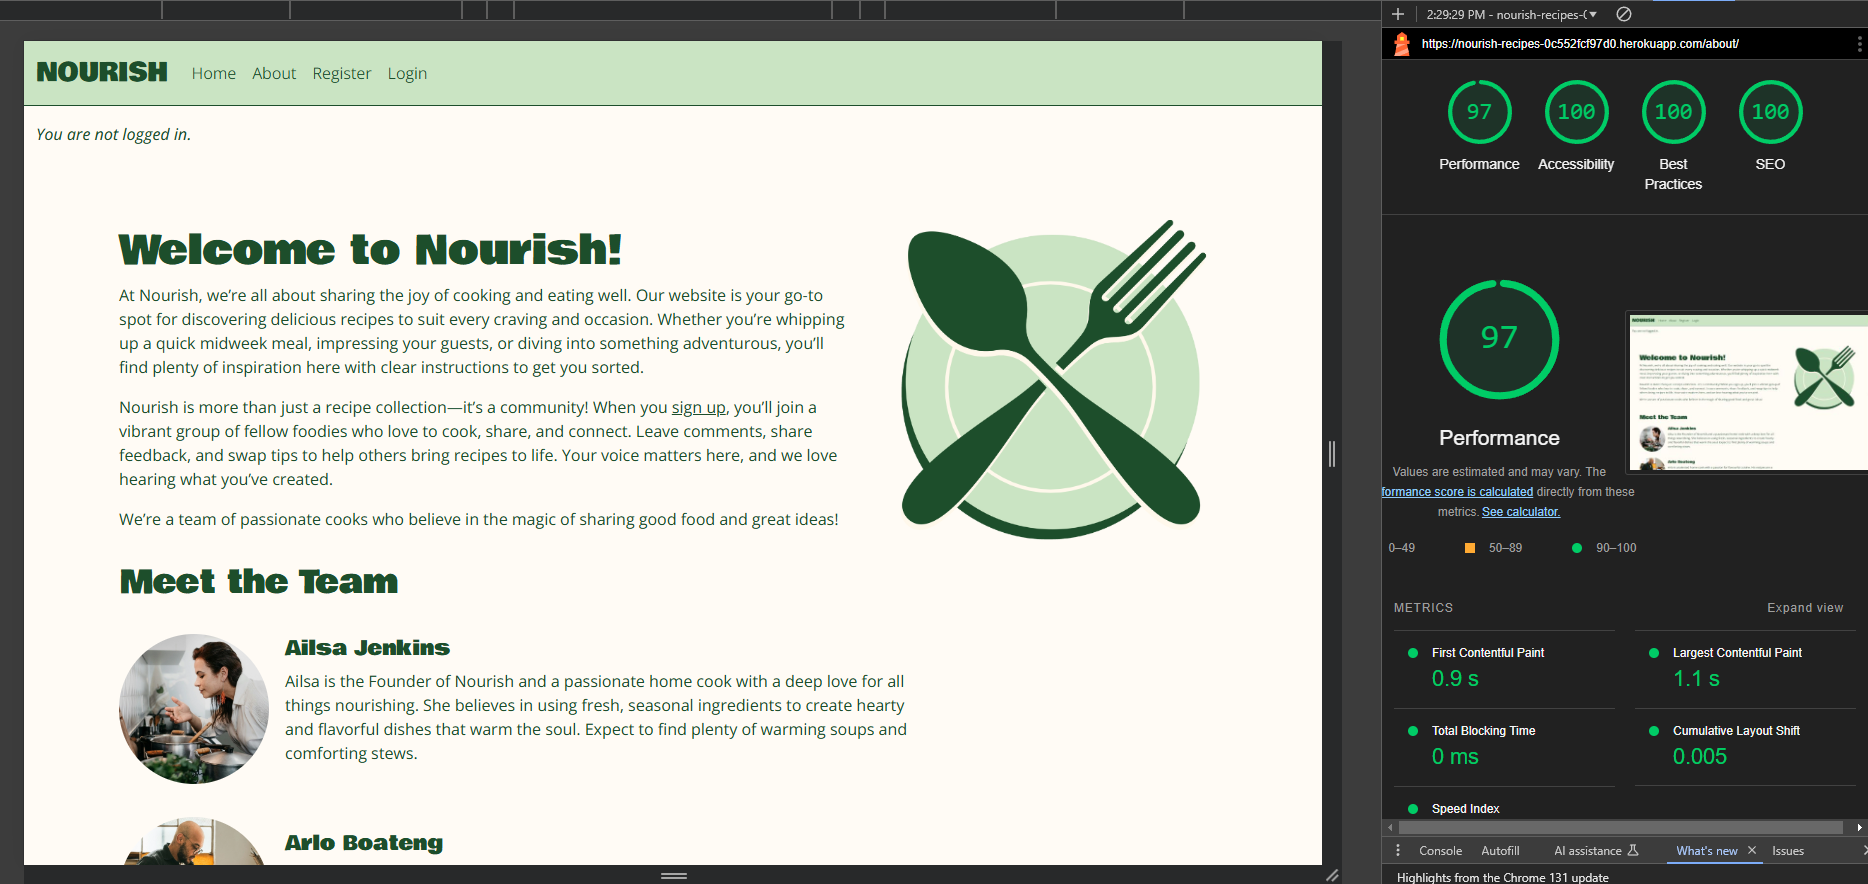 NOURISH Home About Register Login
You are not logged in.
Welcome to Nourish!
At Nourish, we’re all about sharing the joy of cooking and eating well. Our website is your go-to
spot for discovering delicious recipes to suit every craving and occasion. Whether you’re whipping
up a quick midweek meal, impressing your guests, or diving into something adventurous, you’ll
find plenty of inspiration here with clear instructions to get you sorted.
Nourish is more than just a recipe collection—it’s a community! When you sign up, you’ll join a
vibrant group of fellow foodies who love to cook, share, and connect. Leave comments, share
feedback, and swap tips to help others bring recipes to life. Your voice matters here, and we love
hearing what you’ve created.
We’re a team of passionate cooks who believe in the magic of sharing good food and great ideas!
Meet the Team
Ailsa Jenkins
Ailsa is the Founder of Nourish and a passionate home cook with a deep love for all
things nourishing. She believes in using fresh, seasonal ingredients to create hearty
and flavorful dishes that warm the soul. Expect to find plenty of warming soups and
comforting stews.
Arlo Boateng
2:29:29 PM - nourish-recipes-0
https://nourish-recipes-0c552fcf97d0.herokuapp.com/about/
97 100 100 100
Performance Accessibility Best Practices SEO
97
Performance
Values are estimated and may vary. The
formance score is calculated directly from these
metrics. See calculator.
0–49 50–89 90–100
NOURISH
Welcome to Nourish!
Meet the Team
Ailsa Jenkins
Arlo Boateng
METRICS Expand view
First Contentful Paint Largest Contentful Paint
0.9 s 1.1 s
Total Blocking Time Cumulative Layout Shift
0 ms 0.005
Speed Index
Console Autofill AI assistance What's new Issues
Highlights from the Chrome 131 update